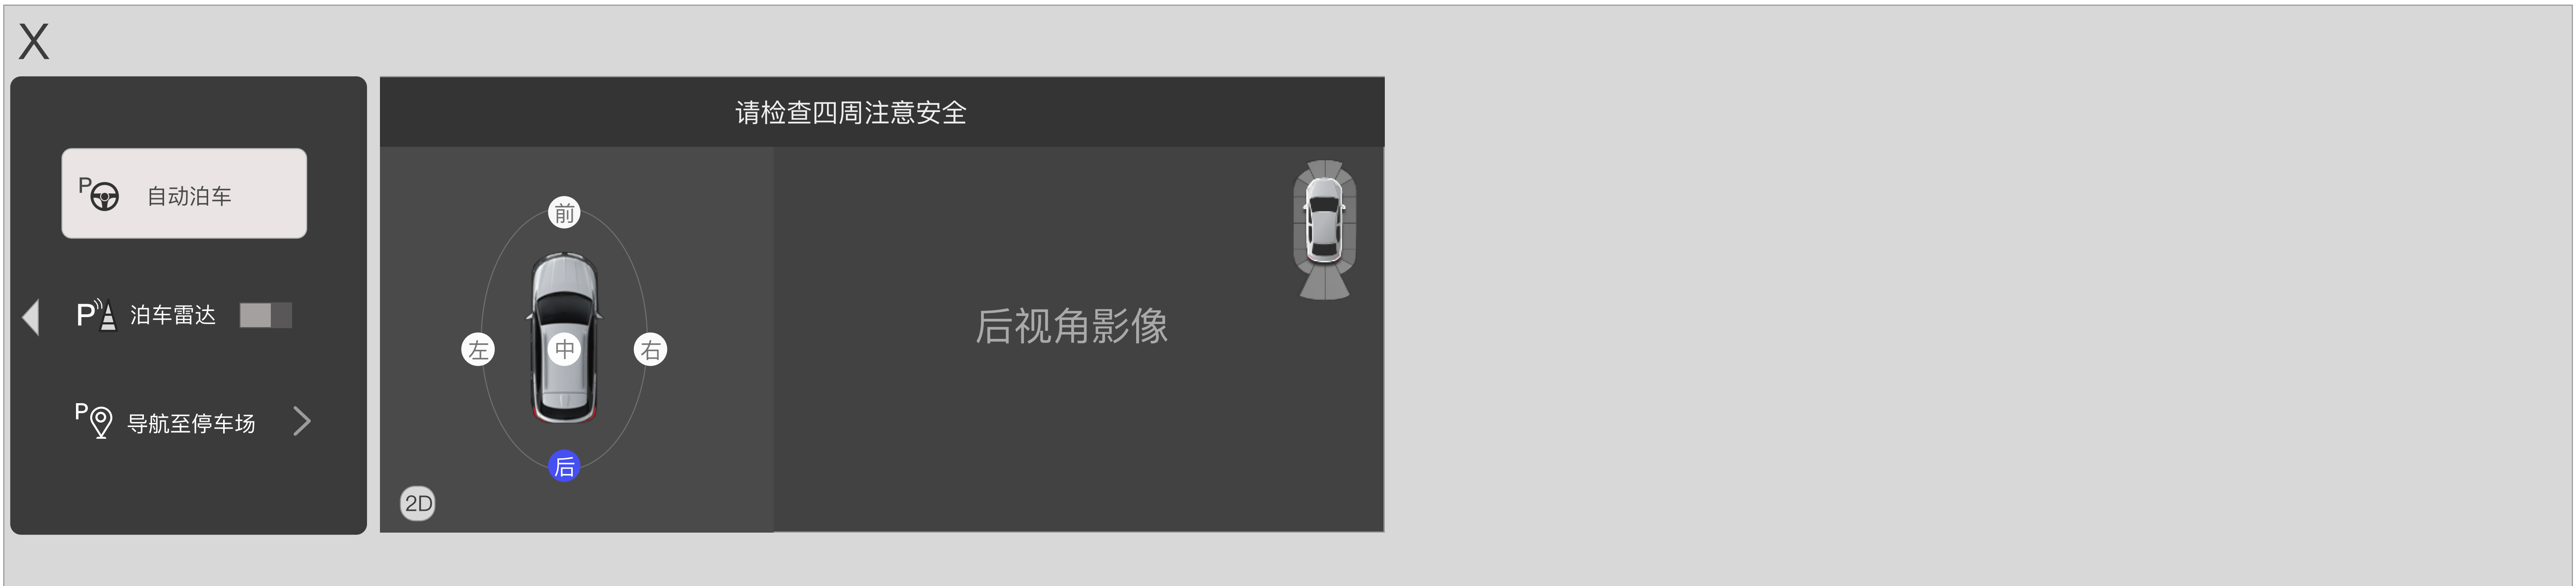 X
请检查四周注意安全
P 自动泊车
P 泊车雷达
P 导航至停车场
前
左 中 右
后
2D
后视角影像